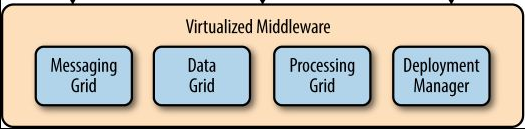 Virtualized Middleware
Messaging
Grid
Data
Grid
Processing
Grid
Deployment
Manager